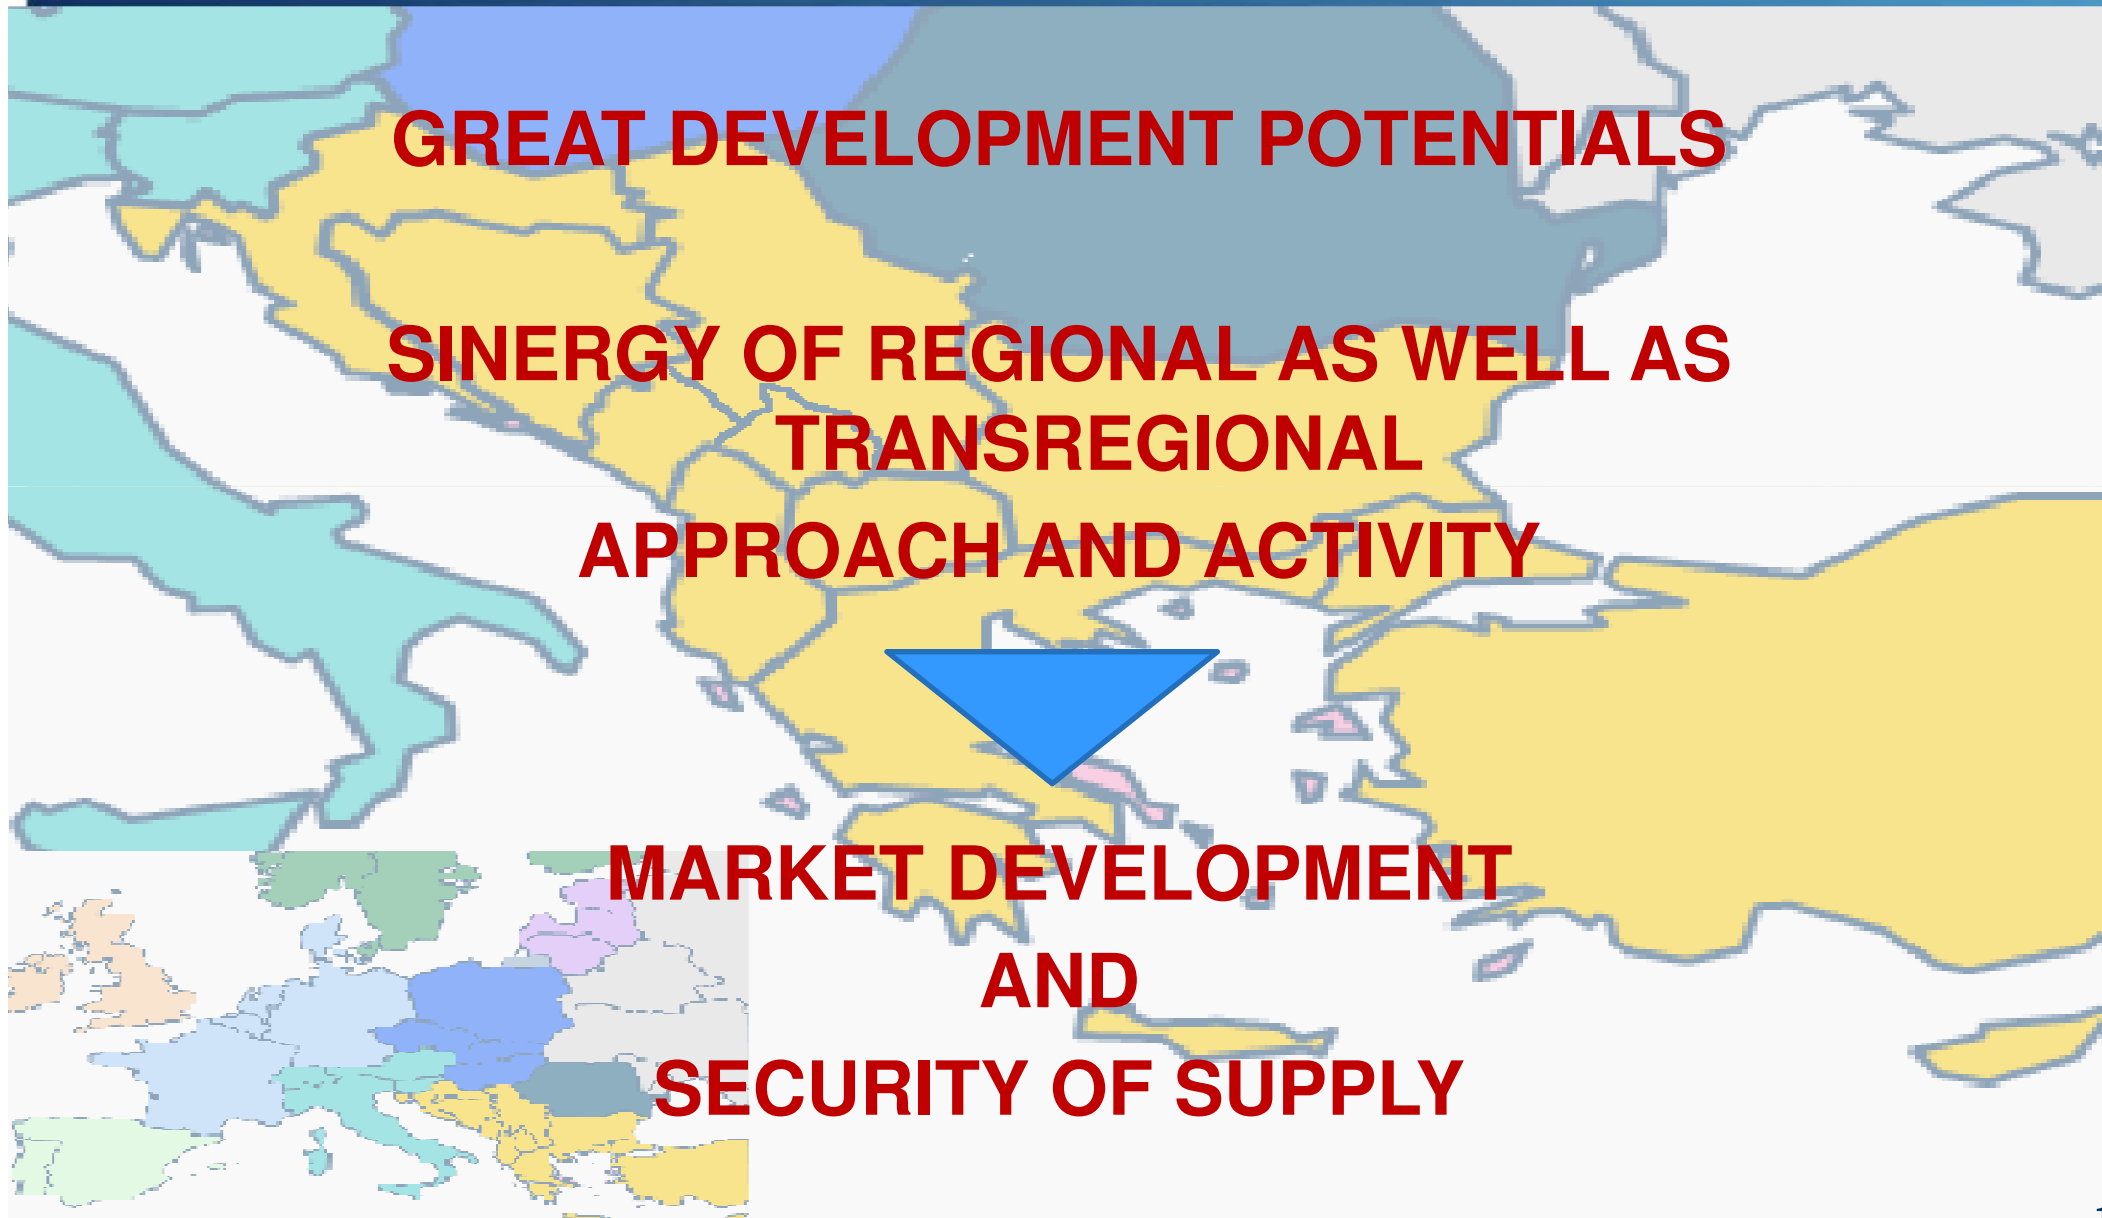 GREAT DEVELOPMENT POTENTIALS
SINERGY OF REGIONAL AS WELL AS
TRANSREGIONAL
APPROACH AND ACTIVITY
MARKET DEVELOPMENT
AND
SECURITY OF SUPPLY